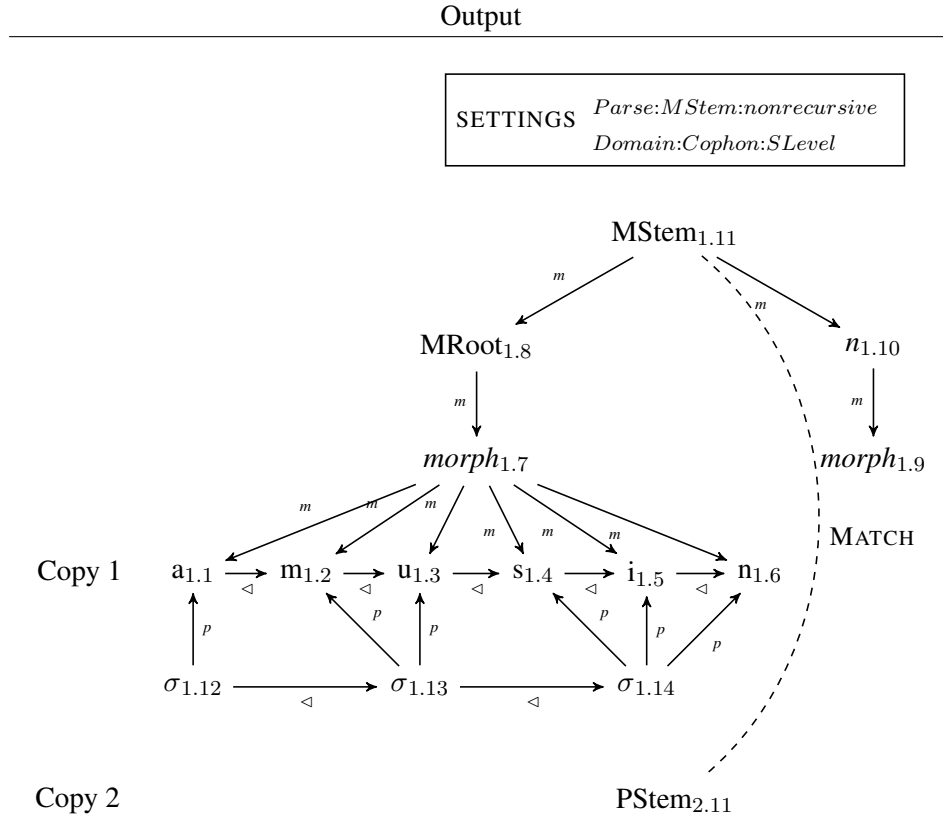 Output
SETTINGS Parse:MStem:nonrecursive
Domain:Cophon:SLevel
MStem1.11
m m
MRoot1.8 n1.10
m m
morph1.7 morph1.9
m m m m m m
MATCH
Copy 1 a1.1 m1.2 u1.3 s1.4 i1.5 n1.6
◁ ◁ ◁ ◁ ◁
p p p p p p
σ1.12 σ1.13 σ1.14
◁ ◁
Copy 2 PStem2.11